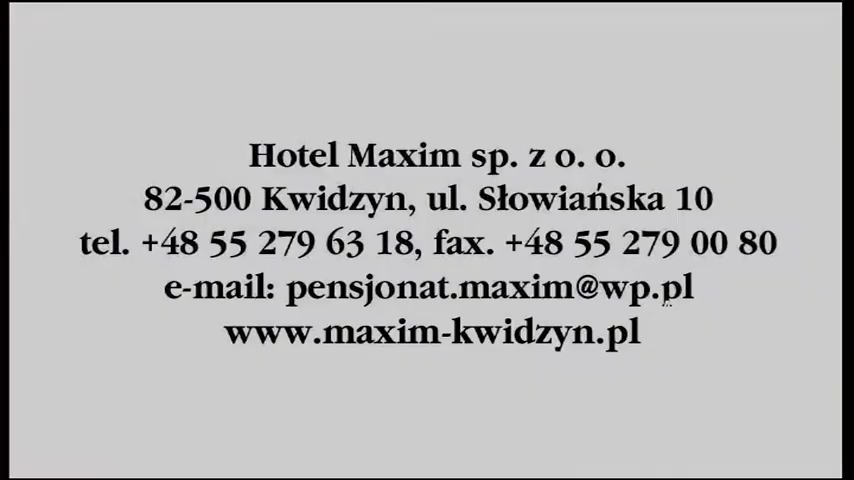 Hotel Maxim sp. z o. o.
82-500 Kwidzyn, ul. Słowiańska 10
tel. +48 55 279 63 18, fax. +48 55 279 00 80
e-mail: pensjonat.maxim@wp.pl
www.maxim-kwidzyn.pl